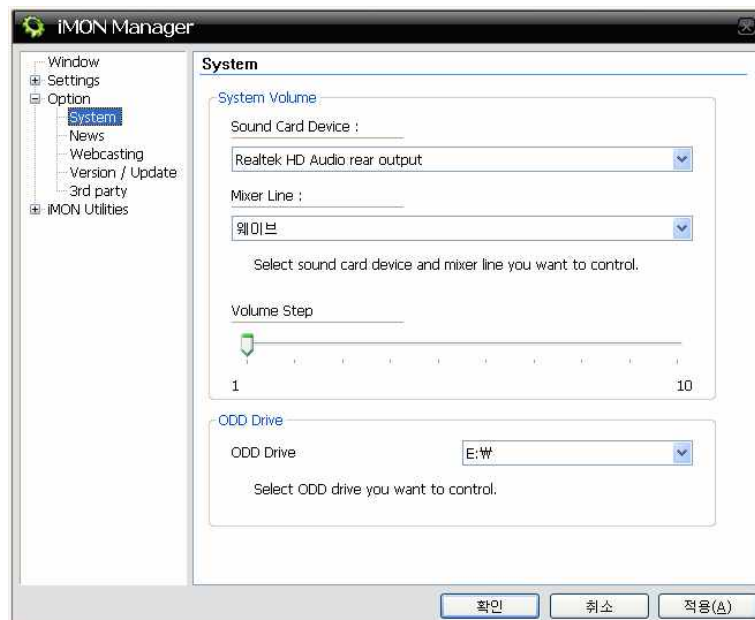 iMON Manager
Window
Settings
Option
System
News
Webcasting
Version / Update
3rd party
iMON Utilities
System
System Volume
Sound Card Device :
Realtek HD Audio rear output
Mixer Line :
웨이브
Select sound card device and mixer line you want to control.
Volume Step
1 10
ODD Drive
ODD Drive E:₩
Select ODD drive you want to control.
확인 취소 적용(A)